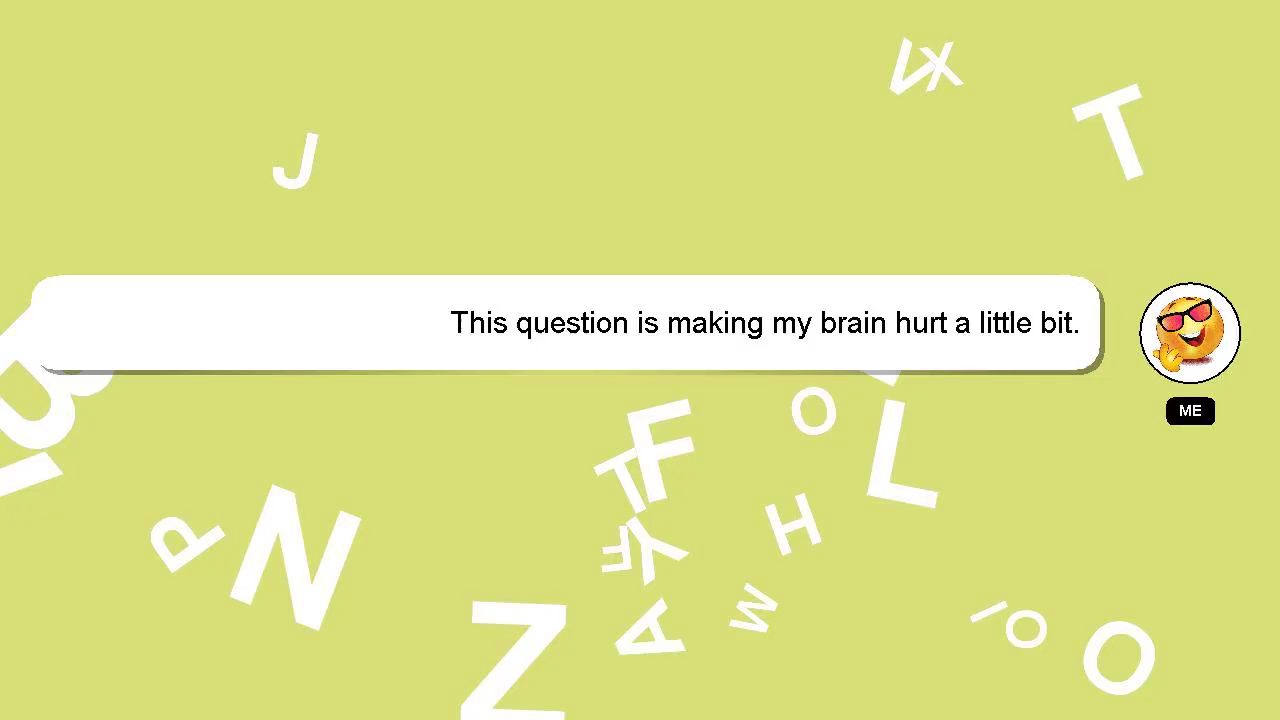 V X
T
J
This question is making my brain hurt a little bit.
ME
B
O
F
L
T
I
P
N
H
F
Y
Z
A
W
I
O
O